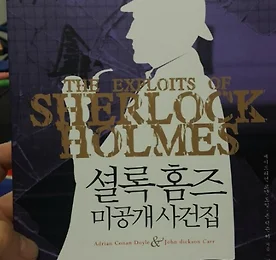 THE EXPLOITS OF
SHERLOCK
HOLMES
셜록 홈즈
미공개 사건집
Adrian Conan Doyle & John dickson Carr